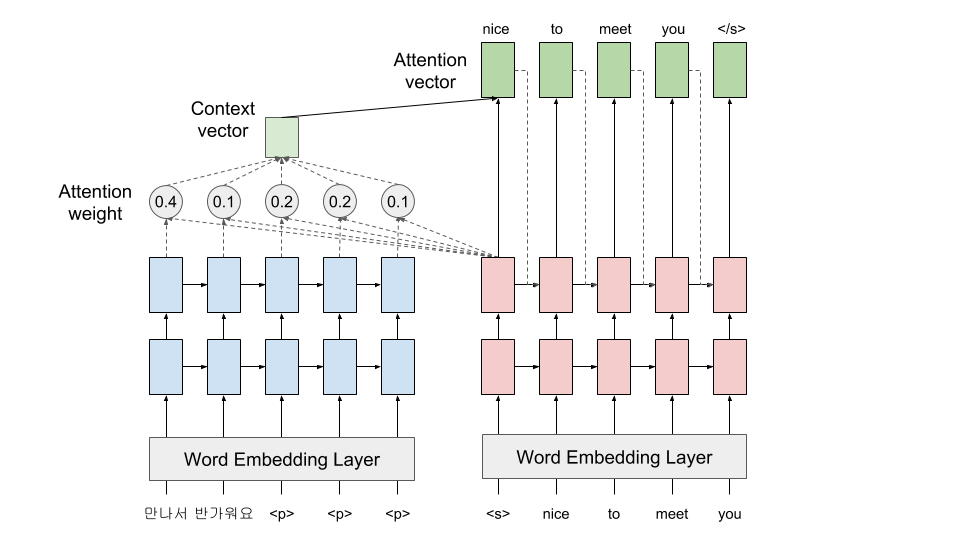 nice to meet you </s>
Attention
vector
Context
vector
Attention
weight
0.4 0.1 0.2 0.2 0.1
Word Embedding Layer
Word Embedding Layer
만나서 반가워요 <p> <p> <p>
<s> nice to meet you